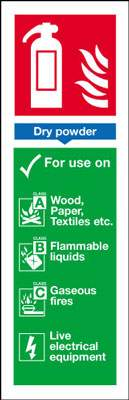 Dry powder
For use on
CLASS
A
Wood,
Paper,
Textiles etc.
CLASS
B
Flammable
liquids
CLASS
C
Gaseous
fires
Live
electrical
equipment